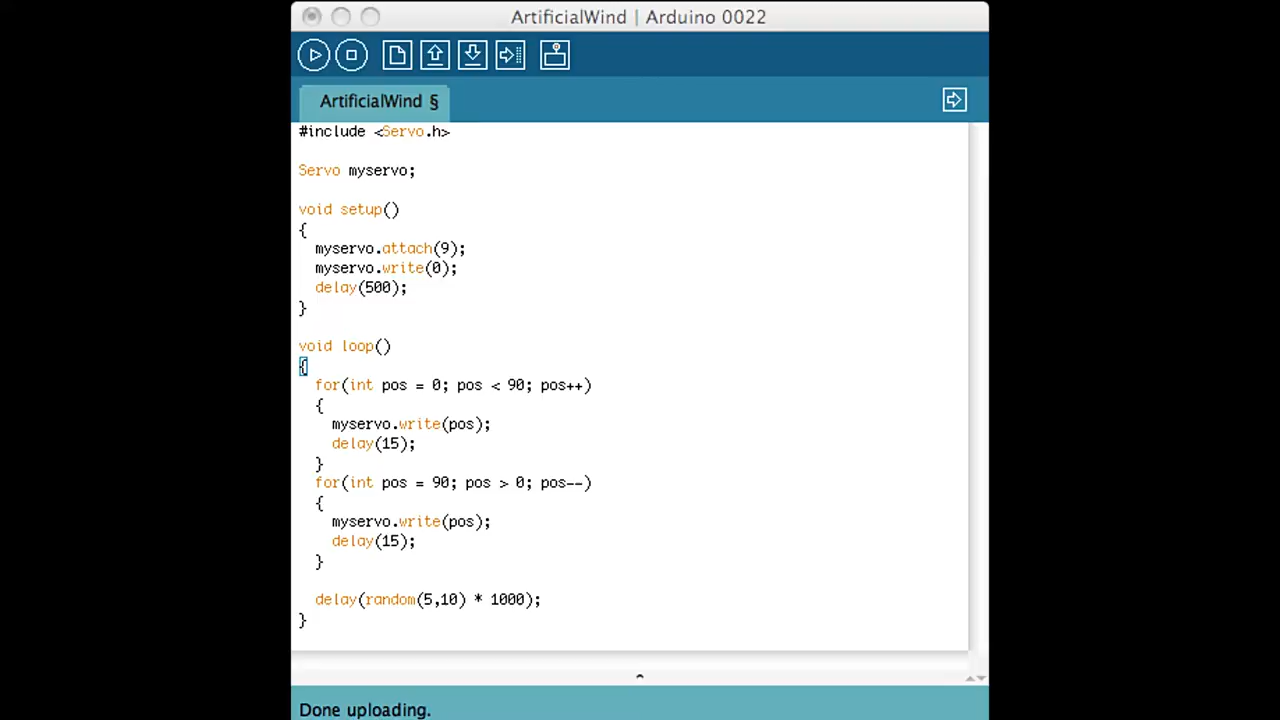 ArtificialWind | Arduino 0022
ArtificialWind §
#include <Servo.h>
Servo myservo;
void setup()
{
  myservo.attach(9);
  myservo.write(0);
  delay(500);
}
void loop()
{
  for(int pos = 0; pos < 90; pos++)
  {
    myservo.write(pos);
    delay(15);
  }
  for(int pos = 90; pos > 0; pos--)
  {
    myservo.write(pos);
    delay(15);
  }
  delay(random(5,10) * 1000);
}
Done uploading.